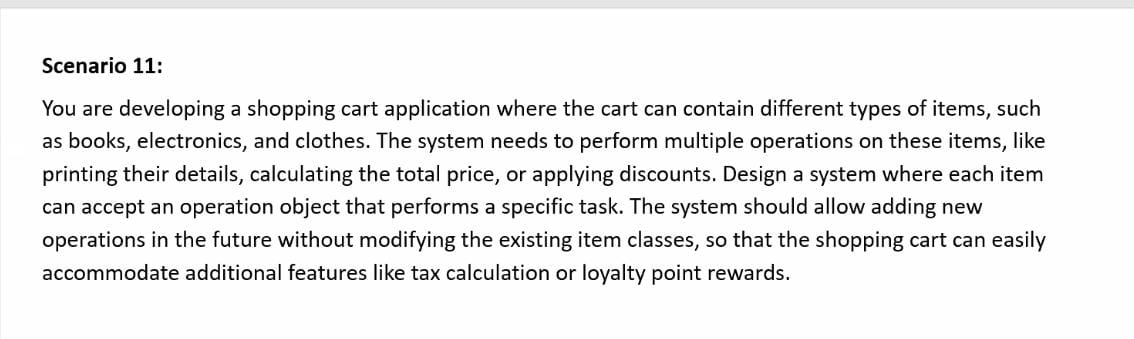 Scenario 11:
You are developing a shopping cart application where the cart can contain different types of items, such
as books, electronics, and clothes. The system needs to perform multiple operations on these items, like
printing their details, calculating the total price, or applying discounts. Design a system where each item
can accept an operation object that performs a specific task. The system should allow adding new
operations in the future without modifying the existing item classes, so that the shopping cart can easily
accommodate additional features like tax calculation or loyalty point rewards.